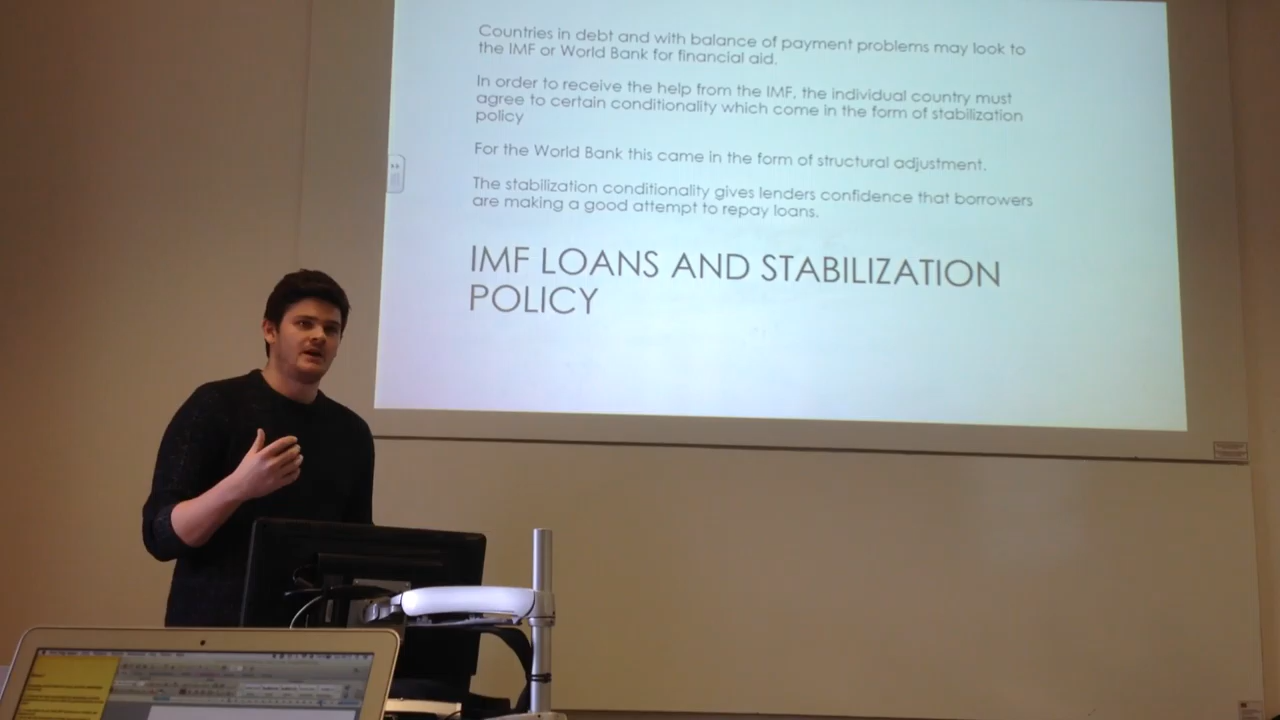 Countries in debt and with balance of payment problems may look to
the IMF or World Bank for financial aid.
In order to receive the help from the IMF, the individual country must
agree to certain conditionality which come in the form of stabilization
policy
For the World Bank this came in the form of structural adjustment.
The stabilization conditionality gives lenders confidence that borrowers
are making a good attempt to repay loans.
IMF LOANS AND STABILIZATION
POLICY